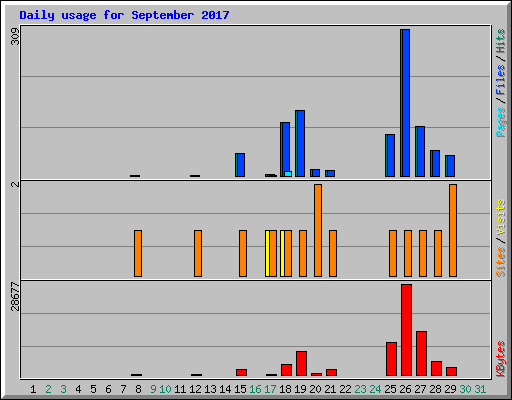 Daily usage for September 2017
309
Pages / Files / Hits
2
Sites / Visits
28677
KBytes
1 2 3 4 5 6 7 8 9 10 11 12 13 14 15 16 17 18 19 20 21 22 23 24 25 26 27 28 29 30 31